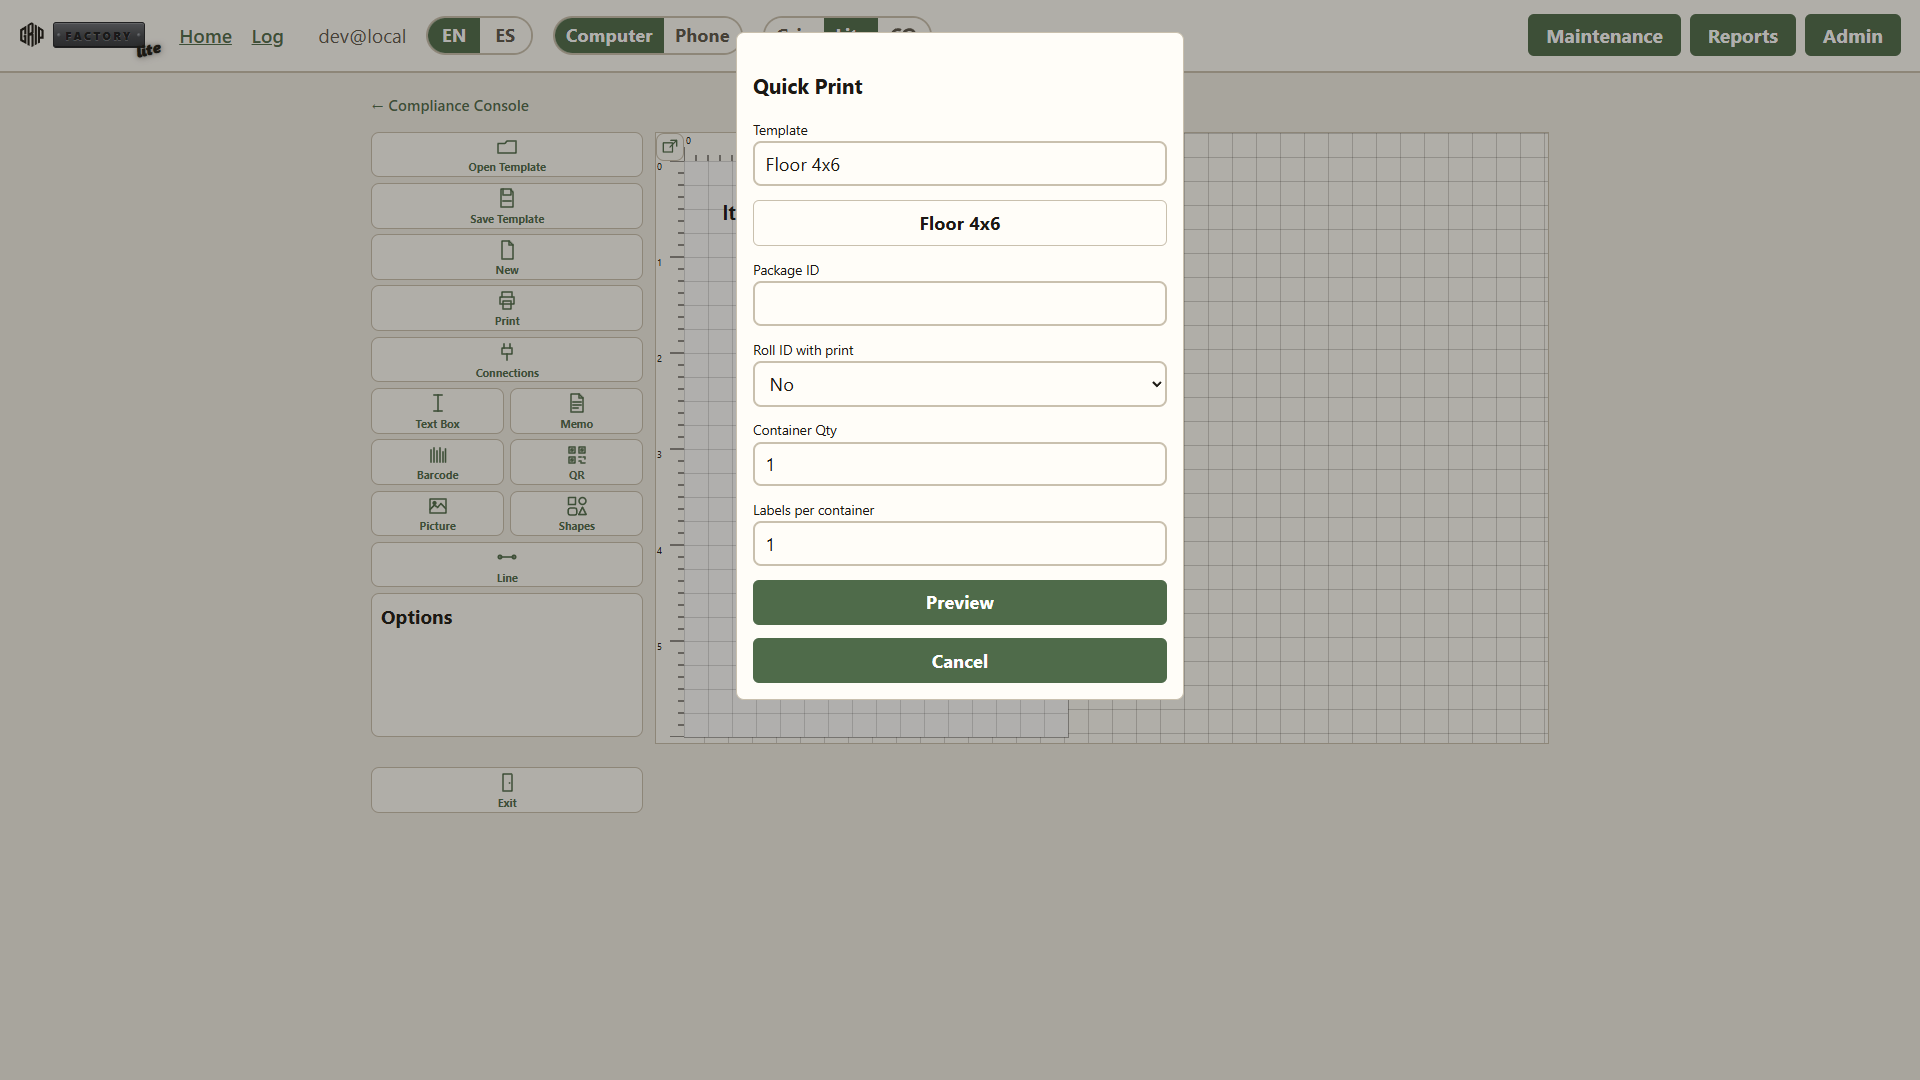 GRIP FACTORY lite
Home
Log
dev@local
EN
ES
Computer
Phone
Maintenance
Reports
Admin
← Compliance Console
Open Template
Save Template
New
Print
Connections
Text Box
Memo
Barcode
QR
Picture
Shapes
Line
Options
Exit
0
0
1
2
3
4
5
It
Quick Print
Template
Floor 4x6
Floor 4x6
Package ID
Roll ID with print
No
Container Qty
1
Labels per container
1
Preview
Cancel